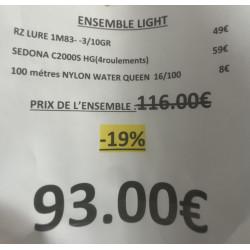 ENSEMBLE LIGHT
RZ LURE 1M83- -3/10GR 49€
SEDONA C2000S HG(4roulements) 59€
100 métres NYLON WATER QUEEN 16/100 8€
PRIX DE L'ENSEMBLE : 116.00€
-19%
93.00€